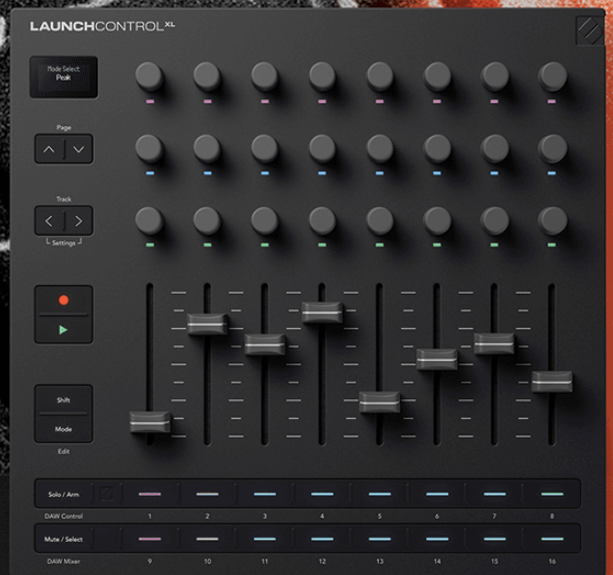 LAUNCHCONTROL XL
Mode Select
Peak
Page
Track
Settings
Shift
Mode
Edit
Solo / Arm
DAW Control
1 2 3 4 5 6 7 8
Mute / Select
DAW Mixer
9 10 11 12 13 14 15 16